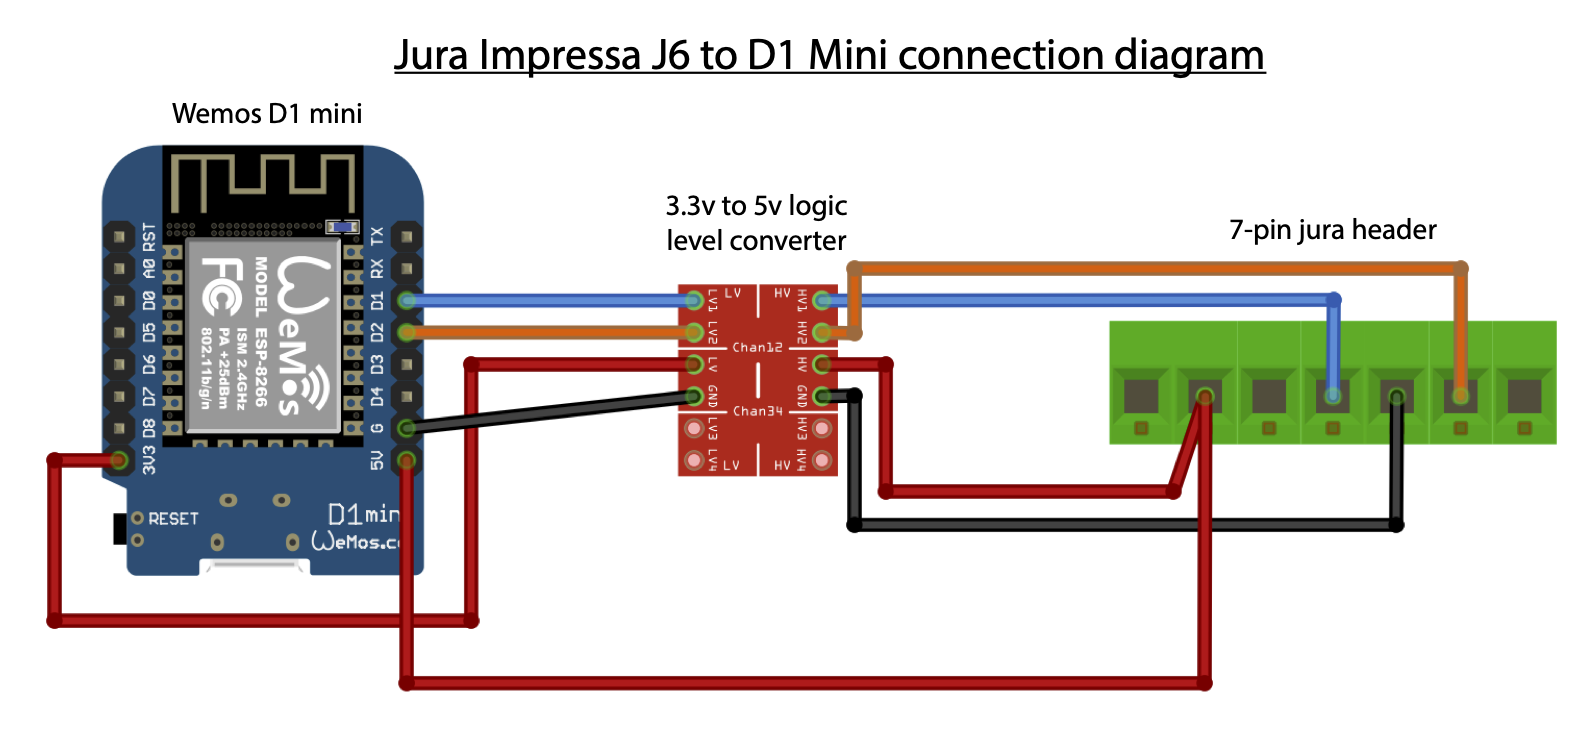 Jura Impressa J6 to D1 Mini connection diagram
Wemos D1 mini
3.3v to 5v logic
level converter
7-pin jura header
RST
A0
D0
D5
D6
D7
D8
3V3
TX
RX
D1
D2
D3
D4
G
5V
WeMos
MODEL ESP-8266
ISM 2.4GHz
PA +25dBm
802.11b/g/n
FC
RESET
D1min
WeMos.c
LV HV
LV1 HV1
LV2 HV2
Chan12
LV HV
GND GND
Chan34
LV3 HV3
LV4 HV4
LV HV